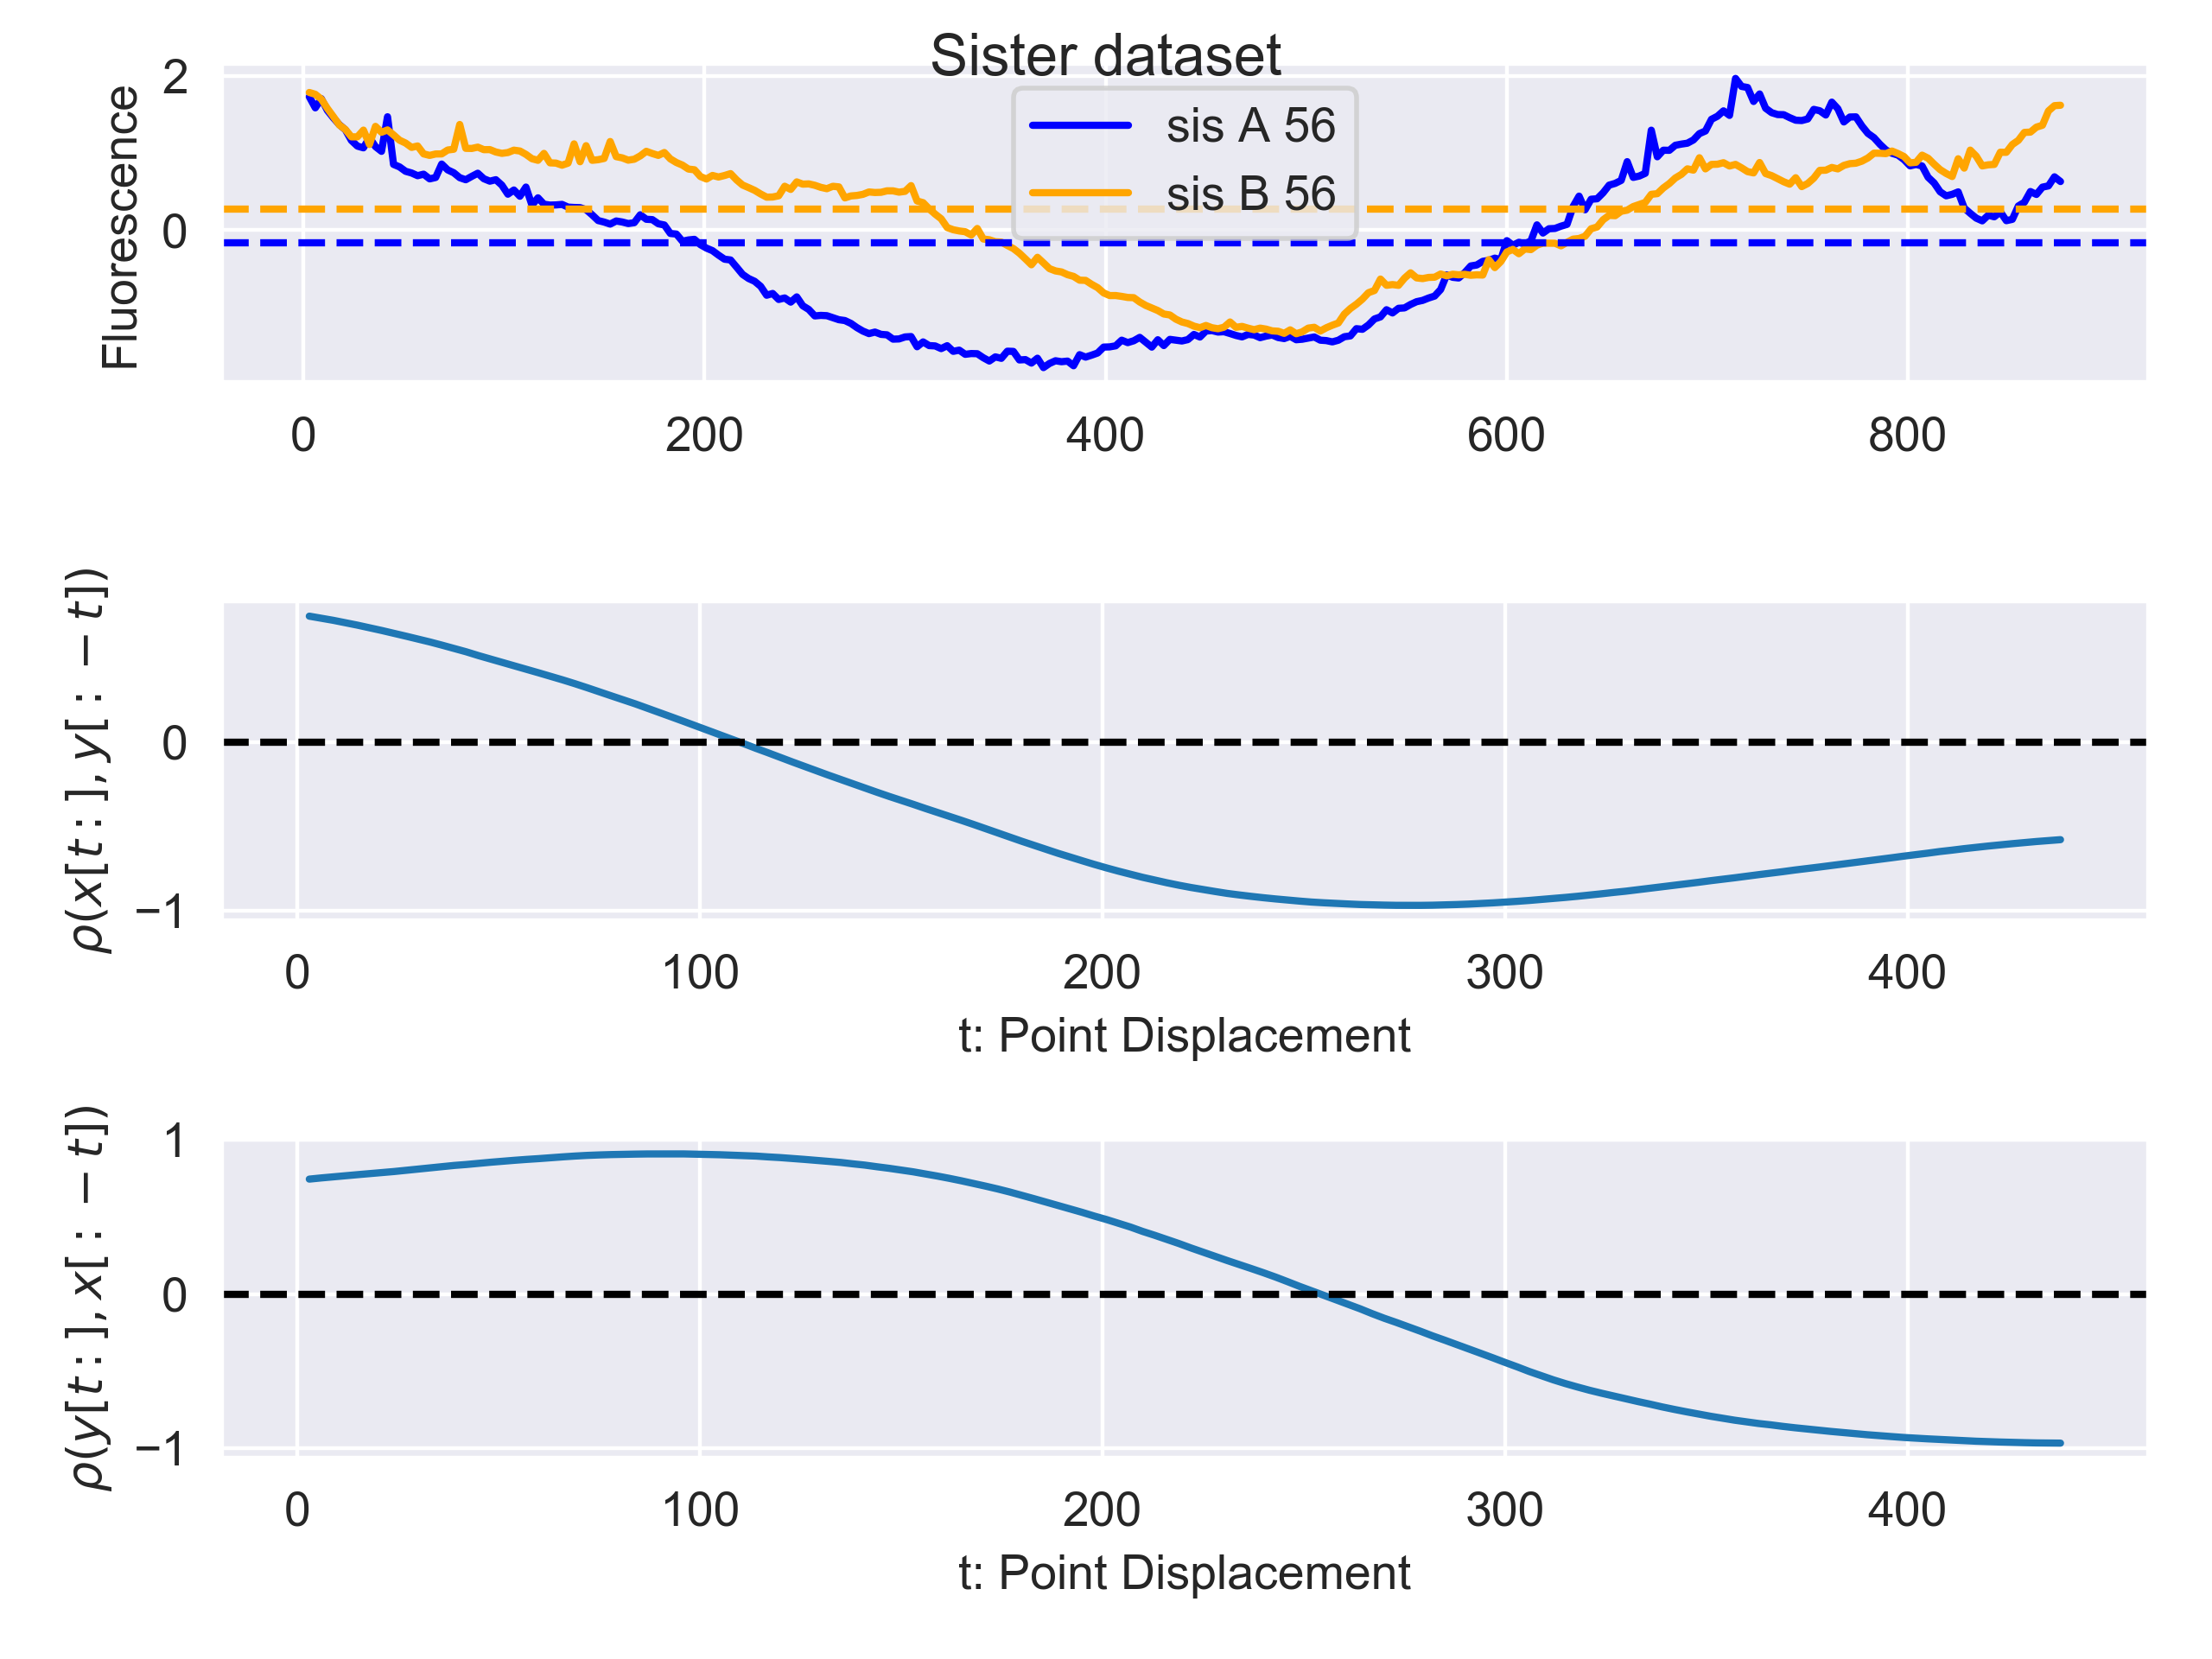 Sister dataset
sis A 56
sis B 56
Fluorescence
2
0
0 200 400 600 800
ρ(x[t:], y[: − t])
0
−1
0 100 200 300 400
t: Point Displacement
ρ(y[t:], x[: − t])
1
0
−1
0 100 200 300 400
t: Point Displacement